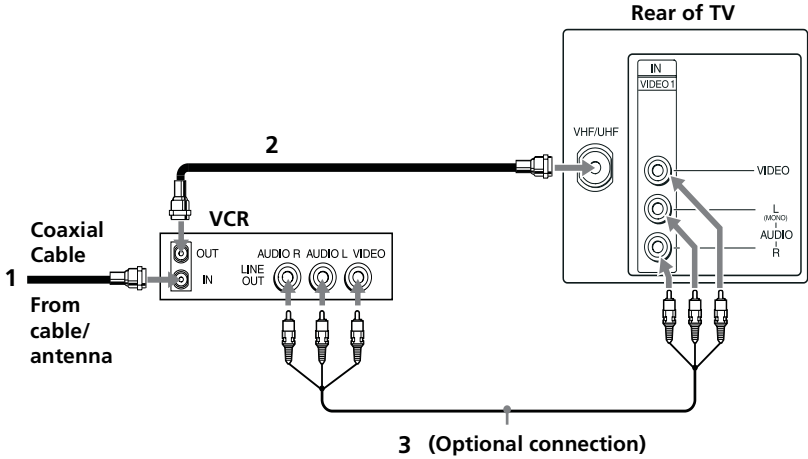 Rear of TV
IN
VIDEO 1
VHF/UHF
2
VIDEO
L
(MONO)
AUDIO
R
Coaxial
Cable
VCR
OUT
AUDIO R AUDIO L VIDEO
1
IN
LINE
OUT
From
cable/
antenna
3 (Optional connection)